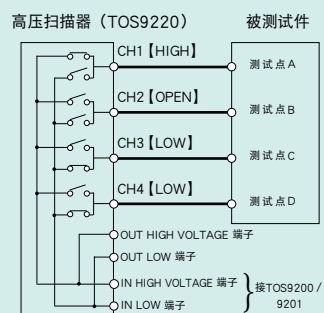 高压扫描器（TOS9220） 被测试件
CH1【HIGH】 测试点A
CH2【OPEN】 测试点B
CH3【LOW】 测试点C
CH4【LOW】 测试点D
OUT HIGH VOLTAGE 端子
OUT LOW 端子
IN HIGH VOLTAGE 端子
IN LOW 端子
接TOS9200 /
9201